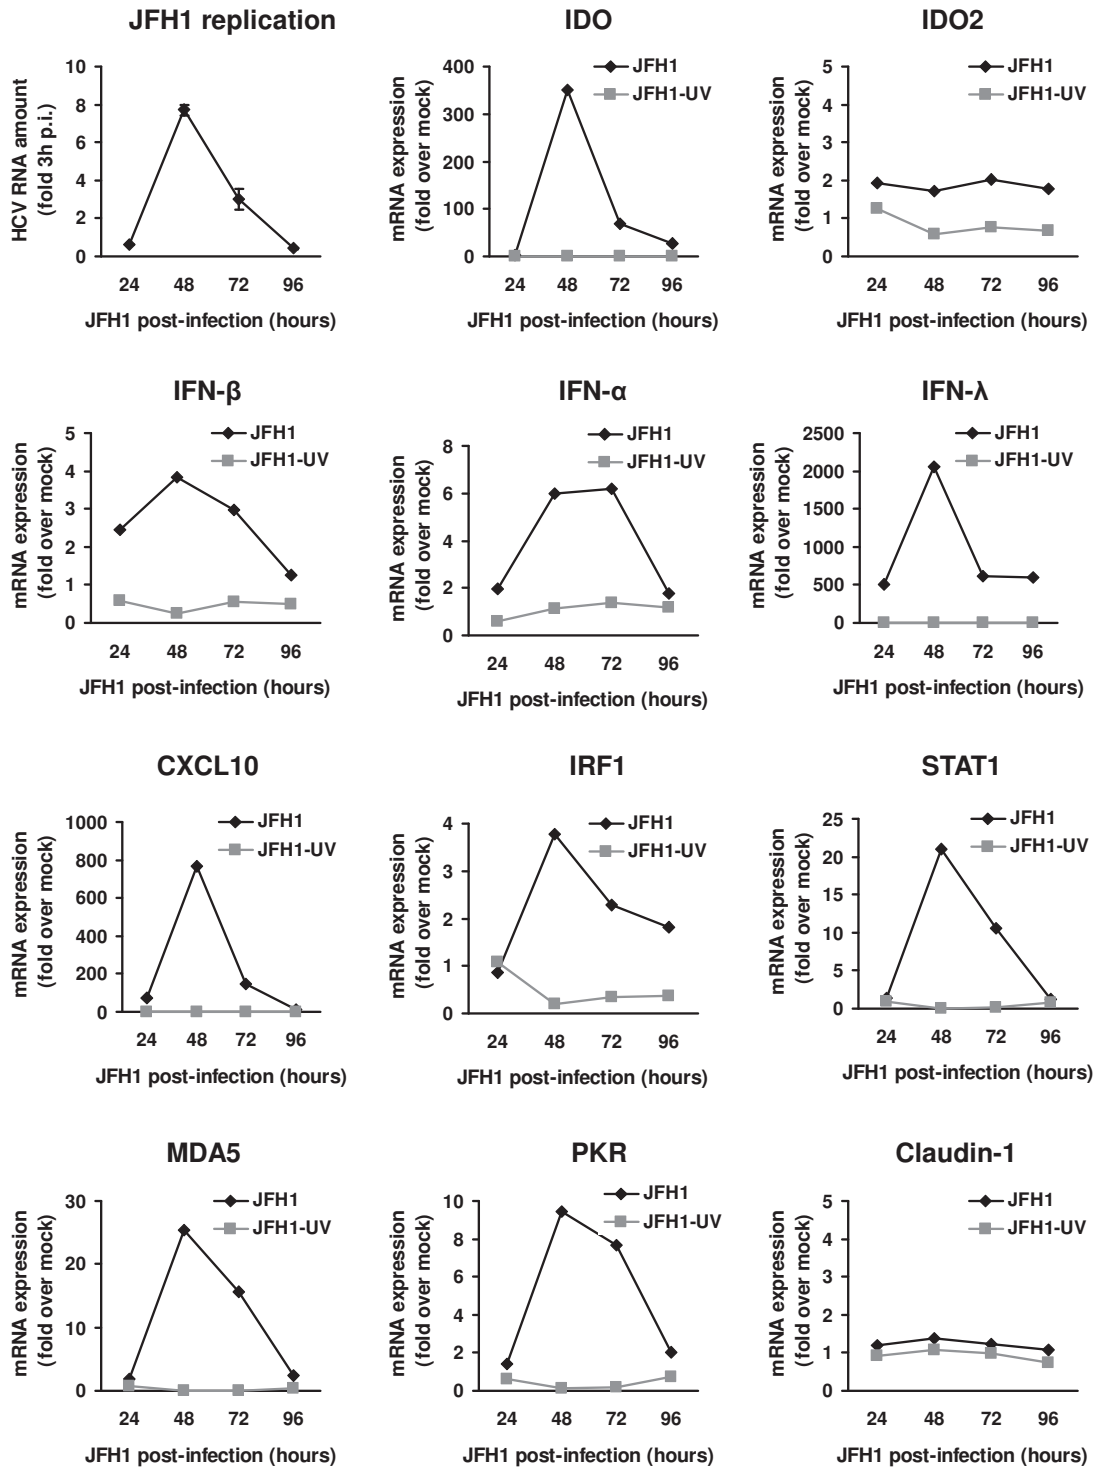 JFH1 replication
HCV RNA amount
(fold 3h p.i.)
10
8
6
4
2
0
24 48 72 96
JFH1 post-infection (hours)
IDO
mRNA expression
(fold over mock)
400
300
200
100
0
JFH1
JFH1-UV
24 48 72 96
JFH1 post-infection (hours)
IDO2
mRNA expression
(fold over mock)
5
4
3
2
1
0
JFH1
JFH1-UV
24 48 72 96
JFH1 post-infection (hours)
IFN-β
mRNA expression
(fold over mock)
5
4
3
2
1
0
JFH1
JFH1-UV
24 48 72 96
JFH1 post-infection (hours)
IFN-α
mRNA expression
(fold over mock)
8
6
4
2
0
JFH1
JFH1-UV
24 48 72 96
JFH1 post-infection (hours)
IFN-λ
mRNA expression
(fold over mock)
2500
2000
1500
1000
500
0
JFH1
JFH1-UV
24 48 72 96
JFH1 post-infection (hours)
CXCL10
mRNA expression
(fold over mock)
1000
800
600
400
200
0
JFH1
JFH1-UV
24 48 72 96
JFH1 post-infection (hours)
IRF1
mRNA expression
(fold over mock)
4
3
2
1
0
JFH1
JFH1-UV
24 48 72 96
JFH1 post-infection (hours)
STAT1
mRNA expression
(fold over mock)
25
20
15
10
5
0
JFH1
JFH1-UV
24 48 72 96
JFH1 post-infection (hours)
MDA5
mRNA expression
(fold over mock)
30
20
10
0
JFH1
JFH1-UV
24 48 72 96
JFH1 post-infection (hours)
PKR
mRNA expression
(fold over mock)
10
8
6
4
2
0
JFH1
JFH1-UV
24 48 72 96
JFH1 post-infection (hours)
Claudin-1
mRNA expression
(fold over mock)
5
4
3
2
1
0
JFH1
JFH1-UV
24 48 72 96
JFH1 post-infection (hours)